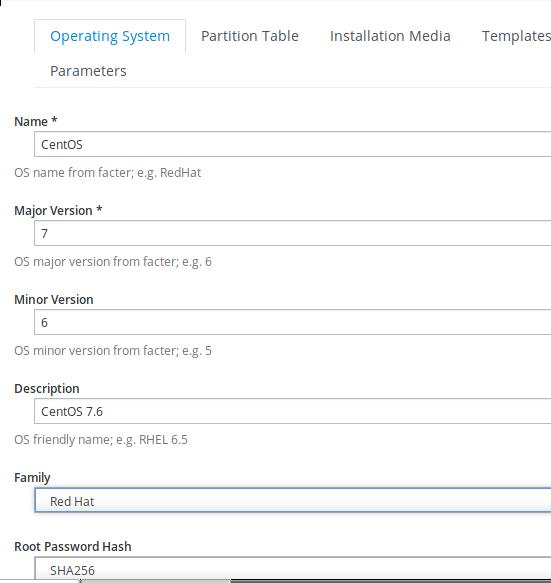 Operating System Partition Table Installation Media Templates
Parameters
Name *
CentOS
OS name from facter; e.g. RedHat
Major Version *
7
OS major version from facter; e.g. 6
Minor Version
6
OS minor version from facter; e.g. 5
Description
CentOS 7.6
OS friendly name; e.g. RHEL 6.5
Family
Red Hat
Root Password Hash
SHA256